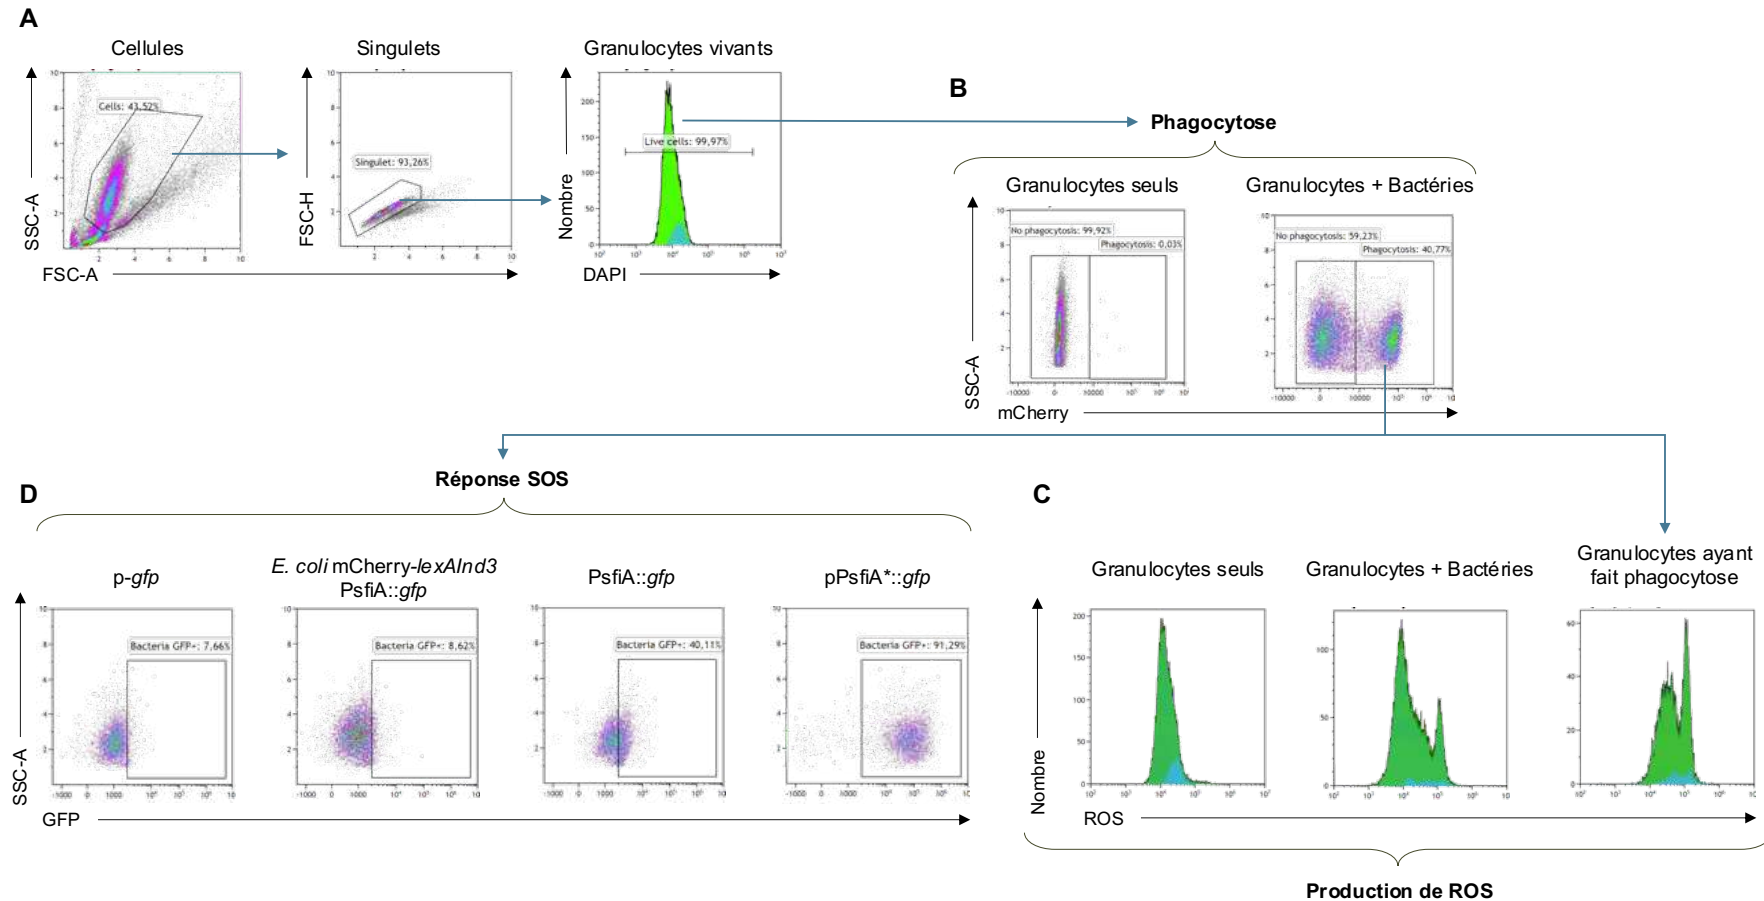 A
Cellules
Singulets
Granulocytes vivants
Cells: 43,52%
Singulet: 93,26%
Live cells: 99,97%
SSC-A
FSC-H
Nombre
FSC-A
DAPI
B
Phagocytose
Granulocytes seuls
Granulocytes + Bactéries
No phagocytosis: 99,92%
Phagocytosis: 0,03%
No phagocytosis: 59,23%
Phagocytosis: 40,77%
SSC-A
mCherry
Réponse SOS
D
p-gfp
E. coli mCherry-lexAInd3
PsfiA::gfp
PsfiA::gfp
pPsfiA*::gfp
Bacteria GFP+: 7,66%
Bacteria GFP+: 8,62%
Bacteria GFP+: 40,11%
Bacteria GFP+: 91,29%
SSC-A
GFP
C
Granulocytes seuls
Granulocytes + Bactéries
Granulocytes ayant
fait phagocytose
Nombre
ROS
Production de ROS